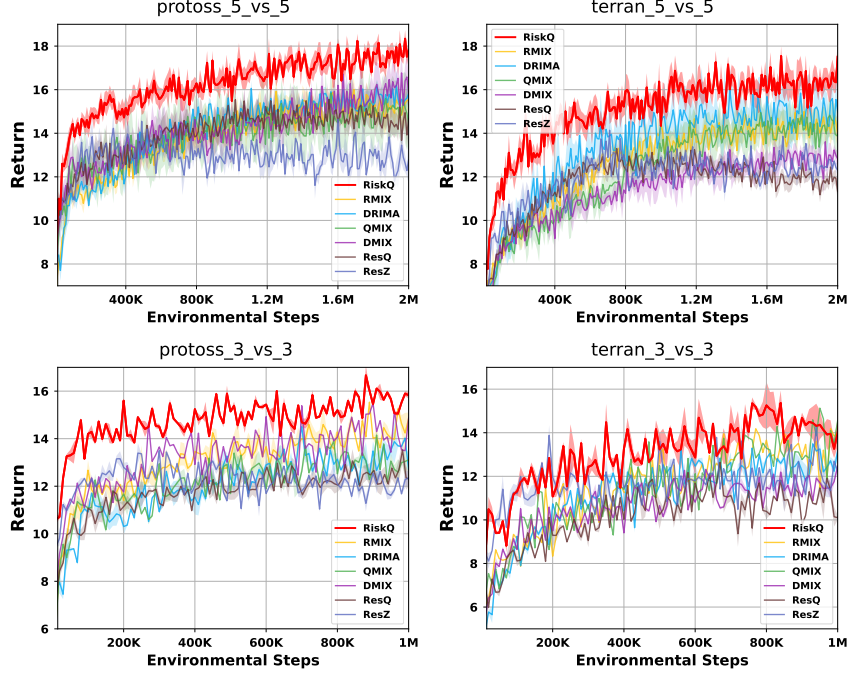 protoss_5_vs_5
Return
18
16
14
12
10
8
RiskQ
RMIX
DRIMA
QMIX
DMIX
ResQ
ResZ
400K
800K
1.2M
1.6M
2M
Environmental Steps
terran_5_vs_5
Return
18
16
14
12
10
8
RiskQ
RMIX
DRIMA
QMIX
DMIX
ResQ
ResZ
400K
800K
1.2M
1.6M
2M
Environmental Steps
protoss_3_vs_3
Return
16
14
12
10
8
6
RiskQ
RMIX
DRIMA
QMIX
DMIX
ResQ
ResZ
200K
400K
600K
800K
1M
Environmental Steps
terran_3_vs_3
Return
16
14
12
10
8
6
RiskQ
RMIX
DRIMA
QMIX
DMIX
ResQ
ResZ
200K
400K
600K
800K
1M
Environmental Steps